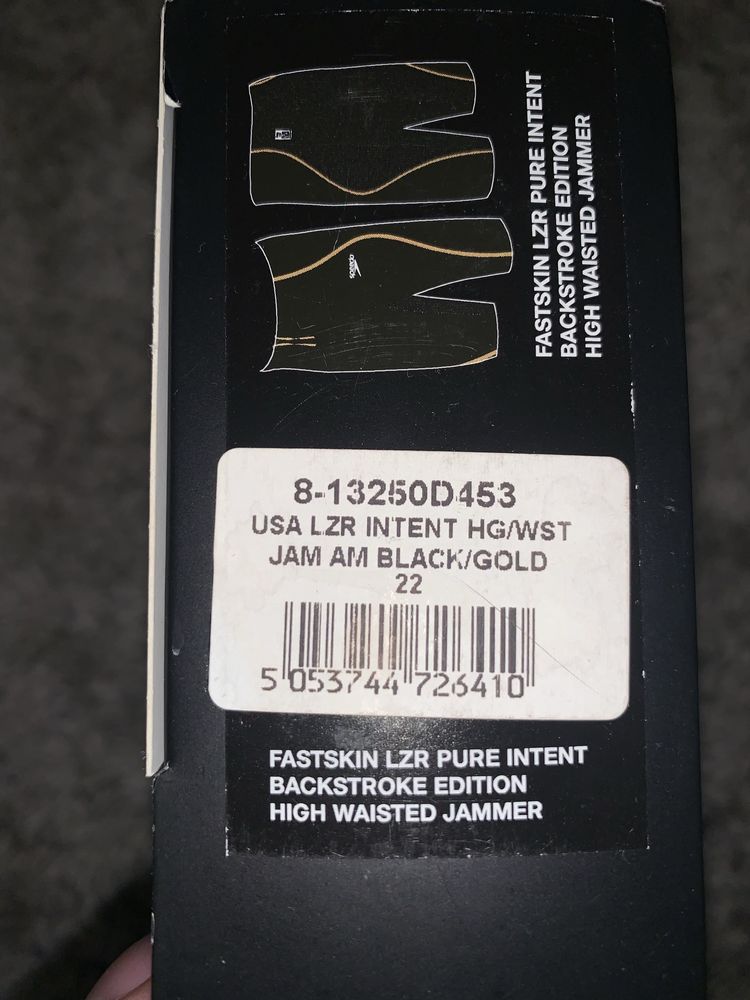 FASTSKIN LZR PURE INTENT
BACKSTROKE EDITION
HIGH WAISTED JAMMER
speedo
8-13250D453
USA LZR INTENT HG/WST
JAM AM BLACK/GOLD
22
5 053744 726410
FASTSKIN LZR PURE INTENT
BACKSTROKE EDITION
HIGH WAISTED JAMMER